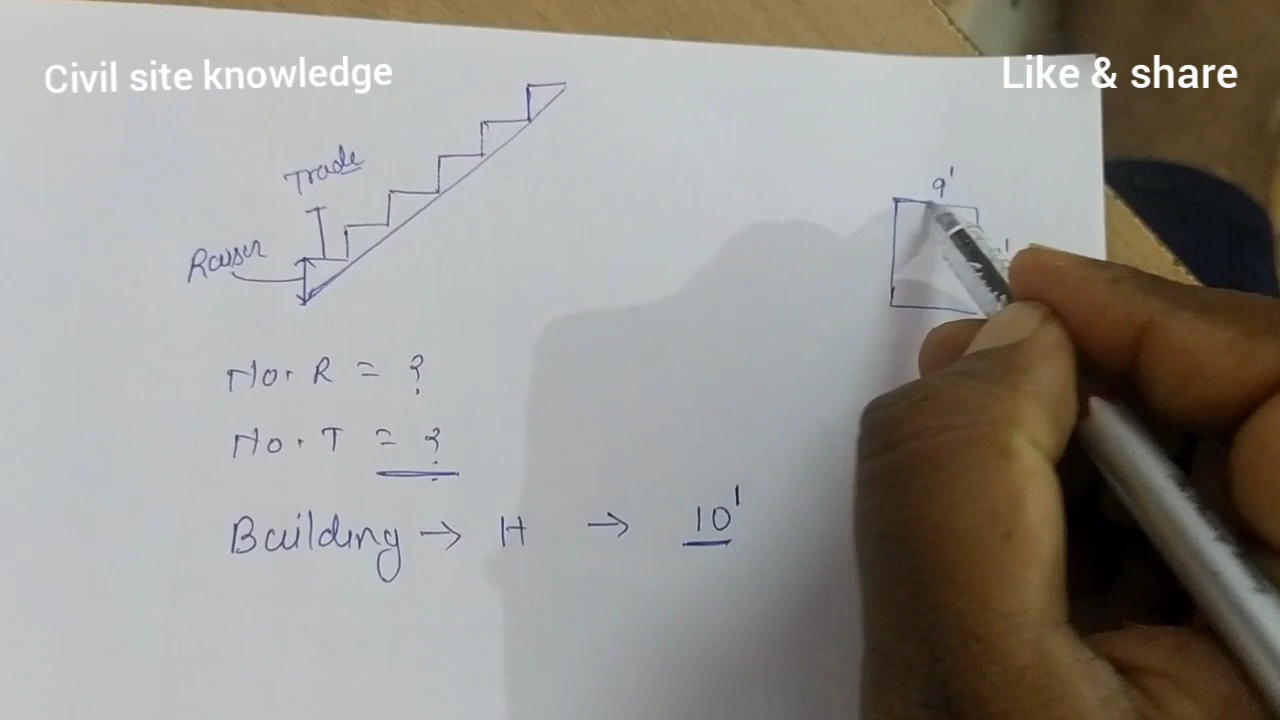 Civil site knowledge
Like & share
Trade
Raiser
9'
No. R = ?
No. T = ?
Building → H → 10'